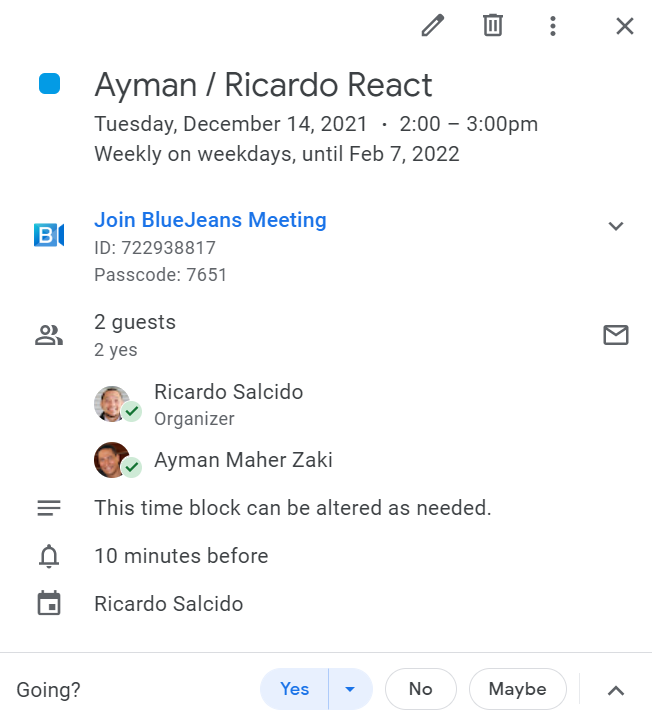 Ayman / Ricardo React
Tuesday, December 14, 2021 · 2:00 – 3:00pm
Weekly on weekdays, until Feb 7, 2022
B
Join BlueJeans Meeting
ID: 722938817
Passcode: 7651
2 guests
2 yes
Ricardo Salcido
Organizer
Ayman Maher Zaki
This time block can be altered as needed.
10 minutes before
Ricardo Salcido
Going? Yes No Maybe